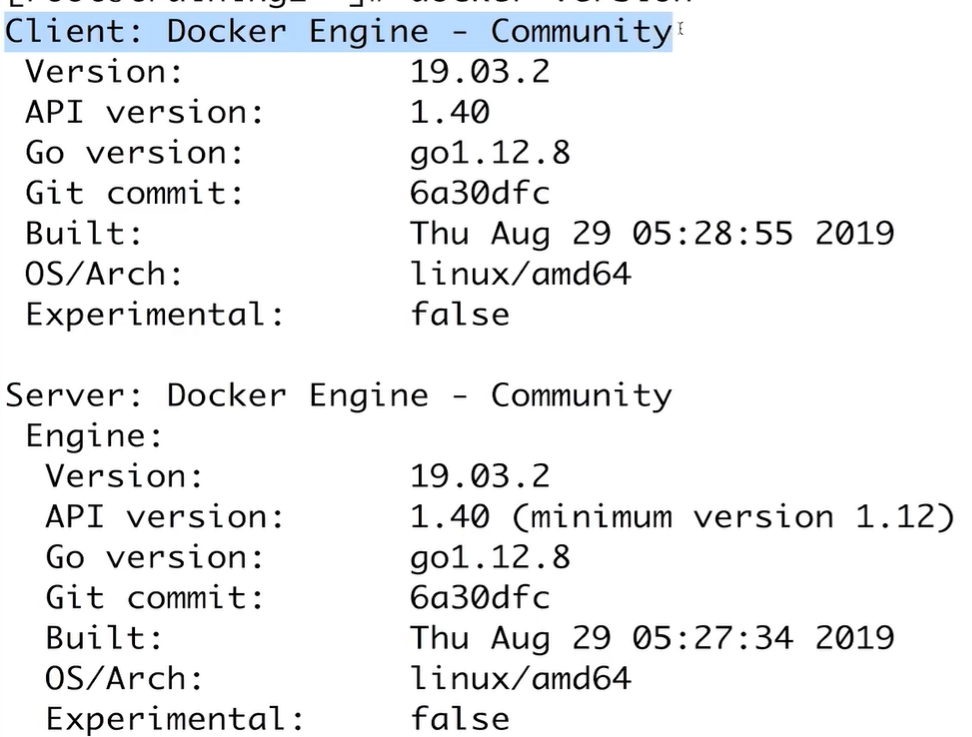 docker version
Client: Docker Engine - Community
Version: 19.03.2
API version: 1.40
Go version: go1.12.8
Git commit: 6a30dfc
Built: Thu Aug 29 05:28:55 2019
OS/Arch: linux/amd64
Experimental: false
Server: Docker Engine - Community
Engine:
Version: 19.03.2
API version: 1.40 (minimum version 1.12)
Go version: go1.12.8
Git commit: 6a30dfc
Built: Thu Aug 29 05:27:34 2019
OS/Arch: linux/amd64
Experimental: false